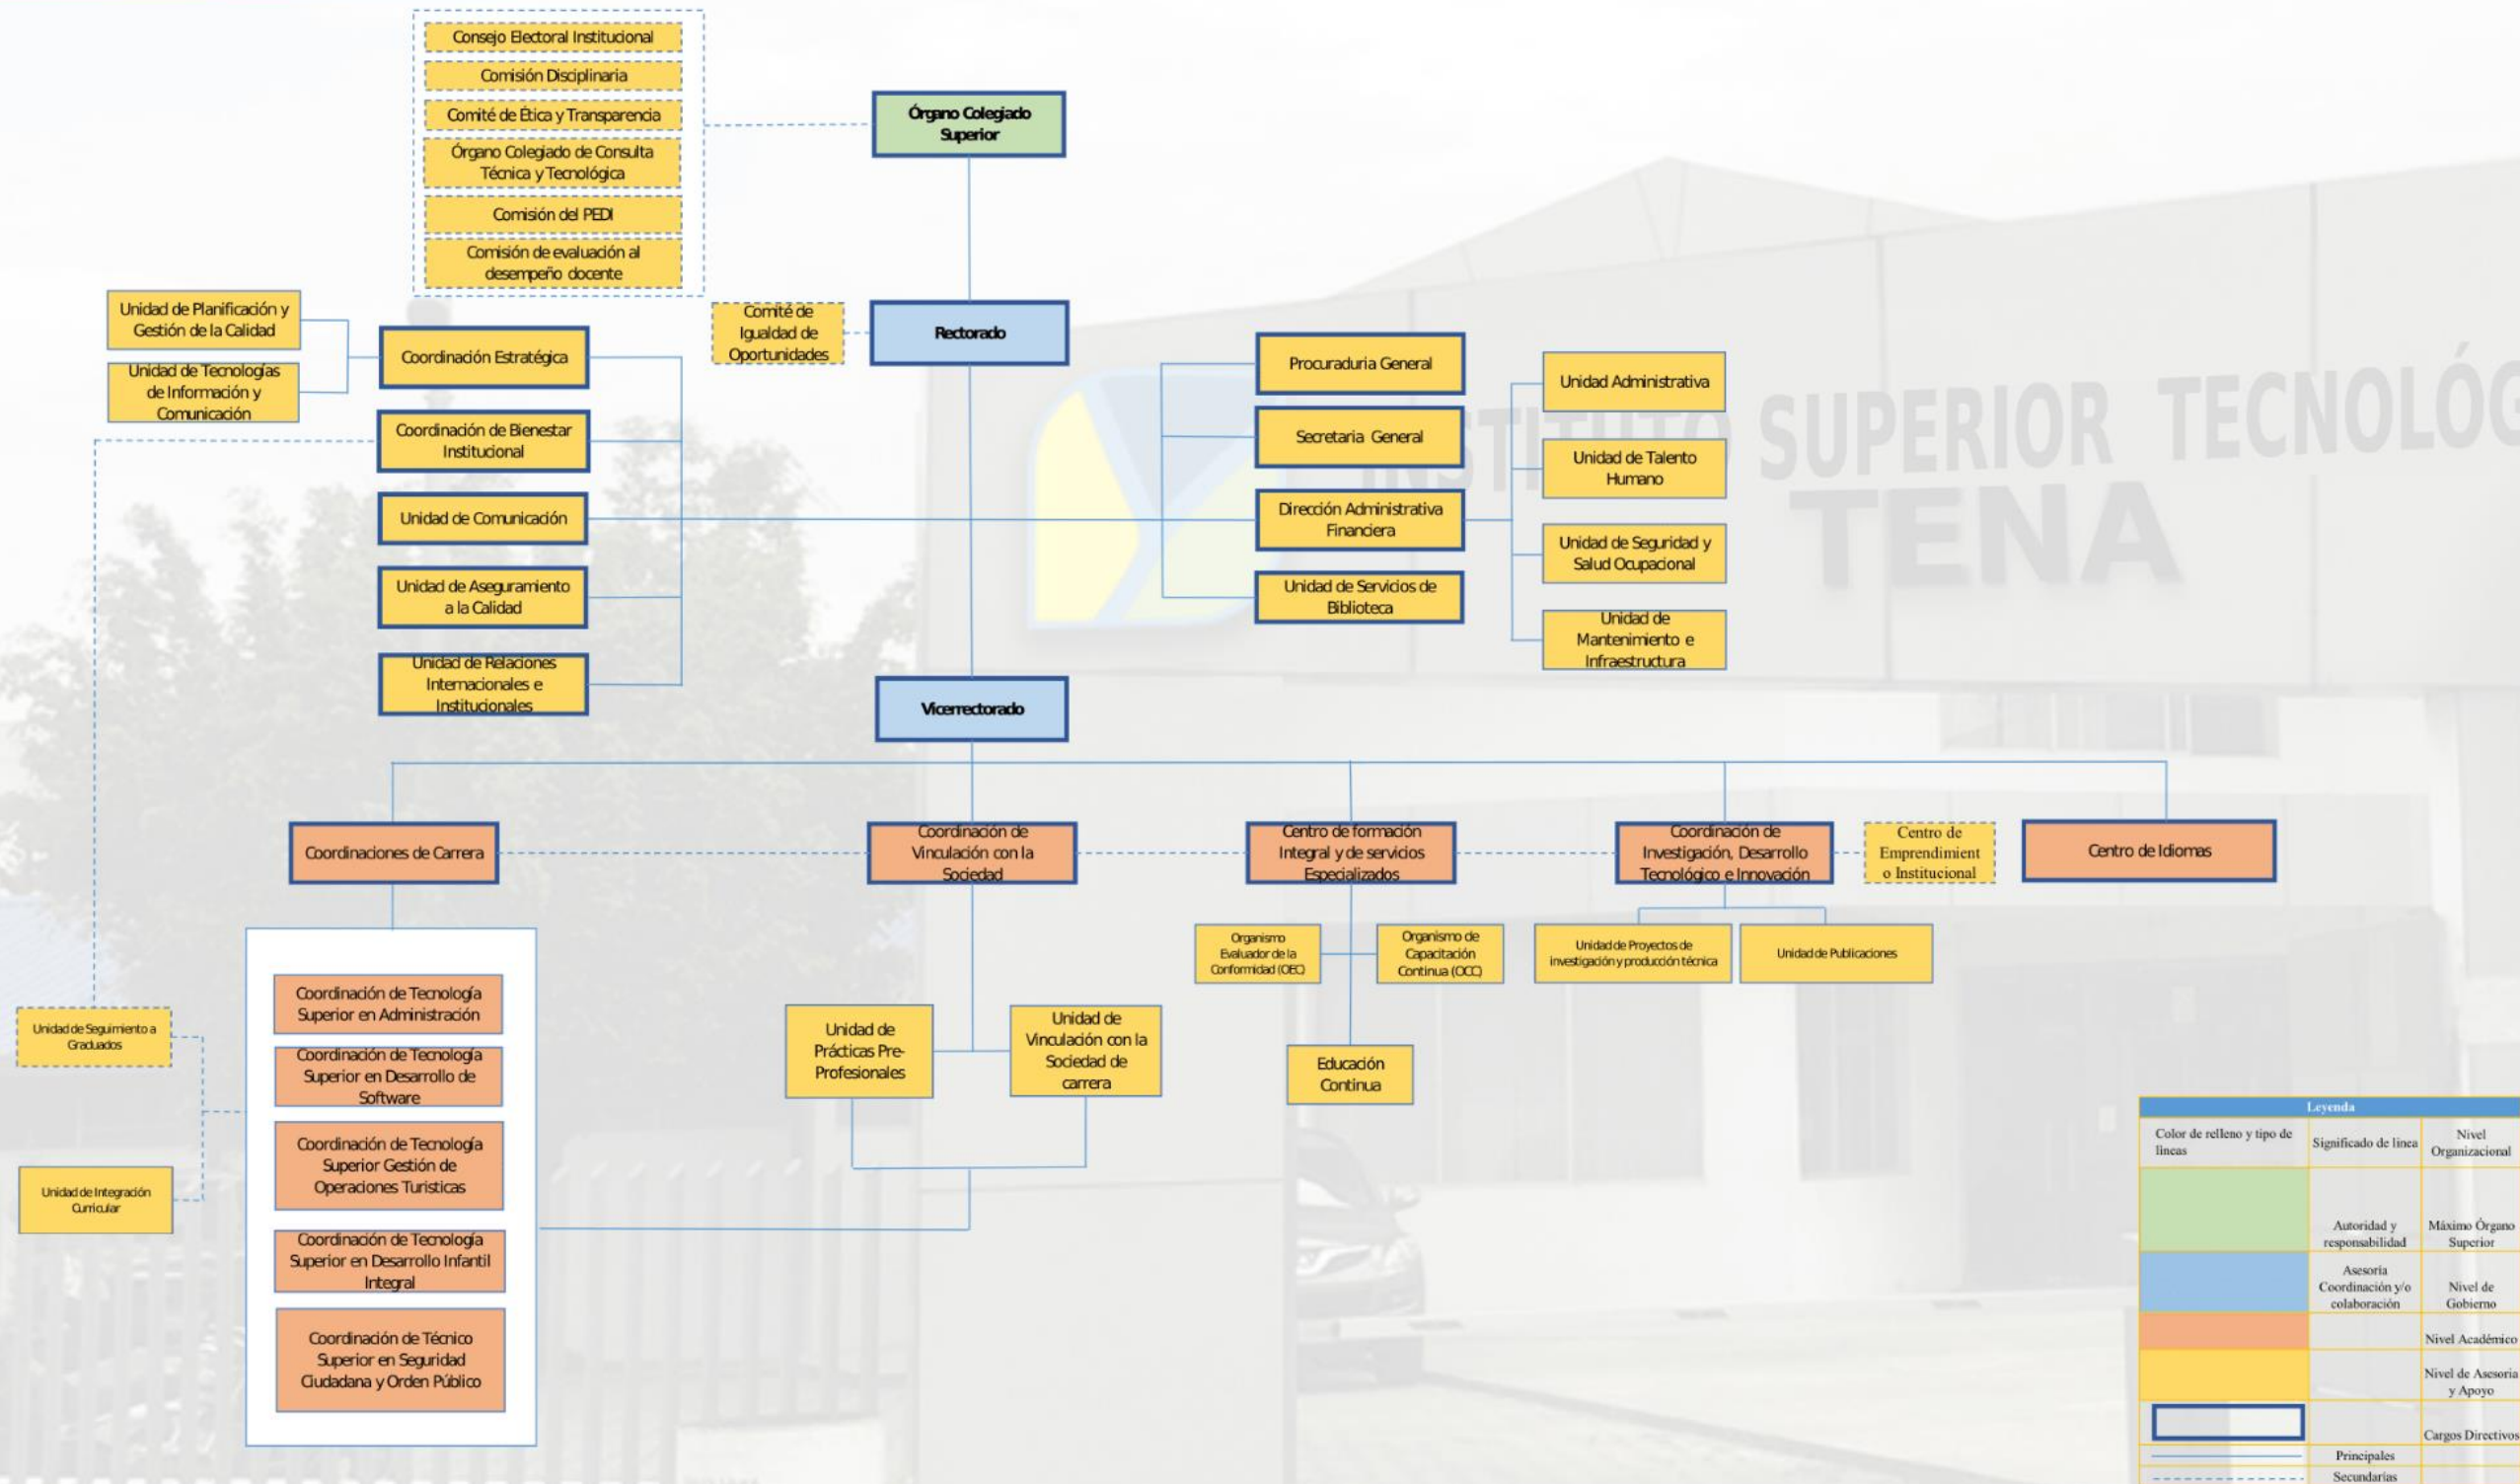 Consejo Electoral Institucional
Comisión Disciplinaria
Comité de Ética y Transparencia
Órgano Colegiado de Consulta
Técnica y Tecnológica
Comisión del PEDI
Comisión de evaluación al
desempeño docente
Órgano Colegiado
Superior
Comité de
Igualdad de
Oportunidades
Rectorado
Unidad de Planificación y
Gestión de la Calidad
Unidad de Tecnologías
de Información y
Comunicación
Coordinación Estratégica
Coordinación de Bienestar
Institucional
Unidad de Comunicación
Unidad de Aseguramiento
a la Calidad
Unidad de Relaciones
Internacionales e
Institucionales
Procuraduria General
Secretaria General
Dirección Administrativa
Financiera
Unidad de Servicios de
Biblioteca
Unidad Administrativa
Unidad de Talento
Humano
Unidad de Seguridad y
Salud Ocupacional
Unidad de
Mantenimiento e
Infraestructura
SUPERIOR TECNOLÓG
TENA
Vicerrectorado
Coordinaciones de Carrera
Coordinación de
Vinculación con la
Sociedad
Centro de formación
Integral y de servicios
Especializados
Coordinación de
Investigación, Desarrollo
Tecnológico e Innovación
Centro de
Emprendimient
o Institucional
Centro de Idiomas
Organismo
Evaluador de la
Conformidad (OEC)
Organismo de
Capacitación
Continua (OCC)
Unidad de Proyectos de
investigación y producción técnica
Unidad de Publicaciones
Coordinación de Tecnología
Superior en Administración
Coordinación de Tecnología
Superior en Desarrollo de
Software
Coordinación de Tecnología
Superior Gestión de
Operaciones Turisticas
Coordinación de Tecnología
Superior en Desarrollo Infantil
Integral
Coordinación de Técnico
Superior en Seguridad
Ciudadana y Orden Público
Unidad de Seguimiento a
Graduados
Unidad de Integración
Curricular
Unidad de
Prácticas Pre-
Profesionales
Unidad de
Vinculación con la
Sociedad de
carrera
Educación
Continua
Leyenda
Color de relleno y tipo de
lineas
Significado de linea
Nivel
Organizacional
Autoridad y
responsabilidad
Máximo Órgano
Superior
Asesoría
Coordinación y/o
colaboración
Nivel de
Gobierno
Nivel Académico
Nivel de Asesoria
y Apoyo
Cargos Directivos
Principales
Secundarías